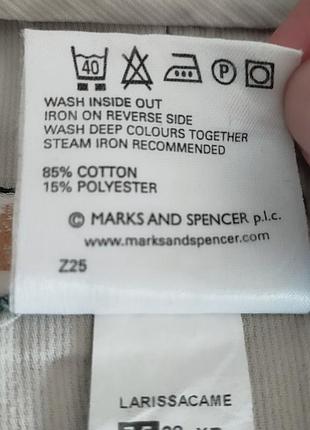 40 P
WASH INSIDE OUT
IRON ON REVERSE SIDE
WASH DEEP COLOURS TOGETHER
STEAM IRON RECOMMENDED
85% COTTON
15% POLYESTER
© MARKS AND SPENCER p.l.c.
www.marksandspencer.com
Z25
LARISSACAME